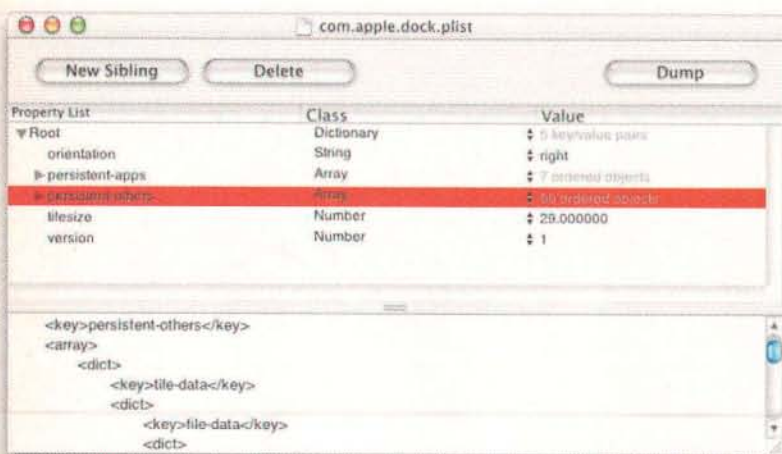 com.apple.dock.plist
New Sibling Delete Dump
Property List Class Value
Root Dictionary 5 key/value pairs
orientation String right
persistent-apps Array 7 ordered objects
persistent-others Array ordered objects
tilesize Number 29.000000
version Number 1
<key>persistent-others</key>
<array>
<dict>
<key>tile-data</key>
<dict>
<key>file-data</key>
<dict>